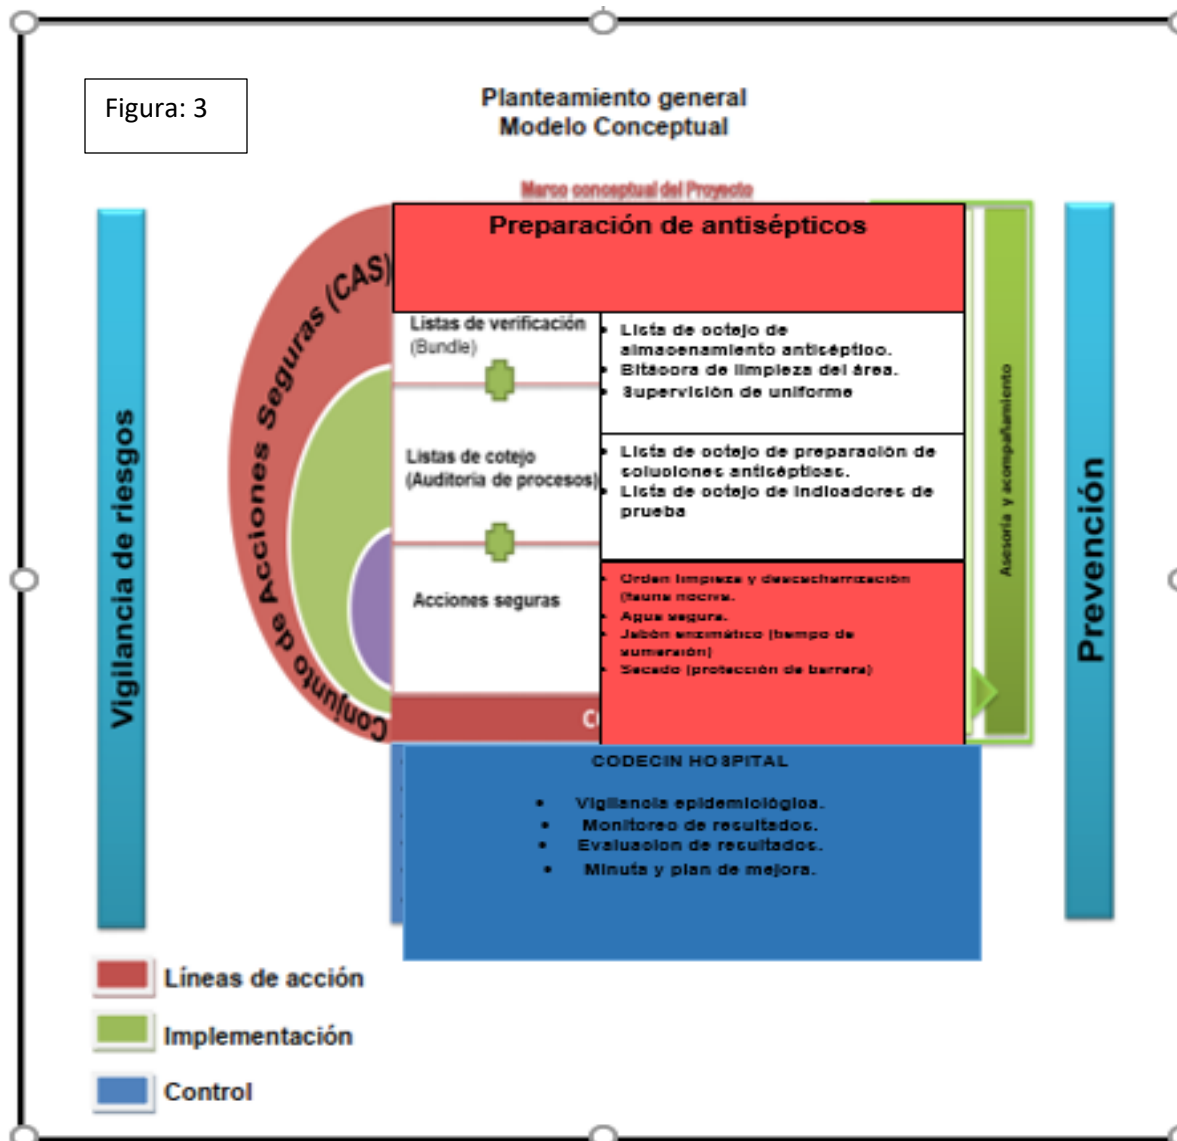 Figura: 3
Planteamiento general
Modelo Conceptual
Marco conceptual del Proyecto
Preparación de antisépticos
Vigilancia de riesgos
Conjunto de Acciones Seguras (CAS)
Listas de verificación
(Bundle)
• Lista de cotejo de
almacenamiento antiséptico.
• Bitácora de limpieza del área.
• Supervisión de uniforme
Listas de cotejo
(Auditoria de procesos)
• Lista de cotejo de preparación de
soluciones antisépticas.
• Lista de cotejo de indicadores de
prueba
Acciones seguras
• Orden limpieza y descacharrización
(fauna nociva.
• Agua segura.
• Jabón enzimático (tiempo de
sumersión)
• Secado (protección de barrera)
Asesoría y acompañamiento
Prevención
CODECIN HOSPITAL
• Vigilancia epidemiológica.
• Monitoreo de resultados.
• Evaluacion de resultados.
• Minuta y plan de mejora.
Líneas de acción
Implementación
Control